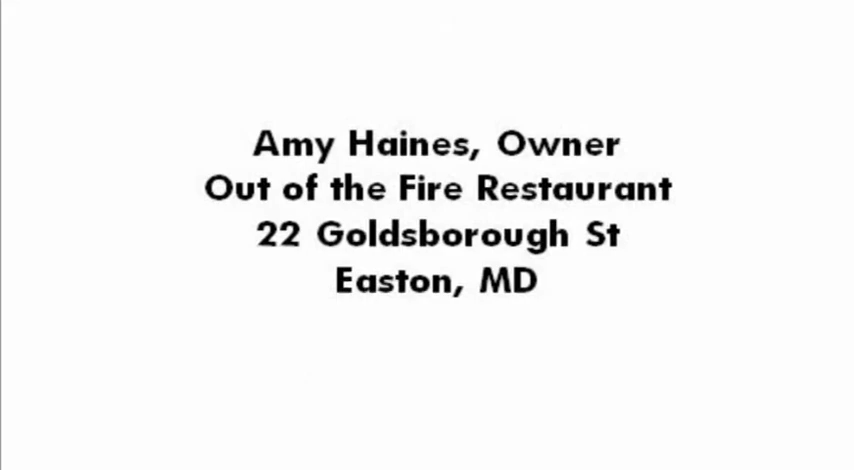 Amy Haines, Owner
Out of the Fire Restaurant
22 Goldsborough St
Easton, MD